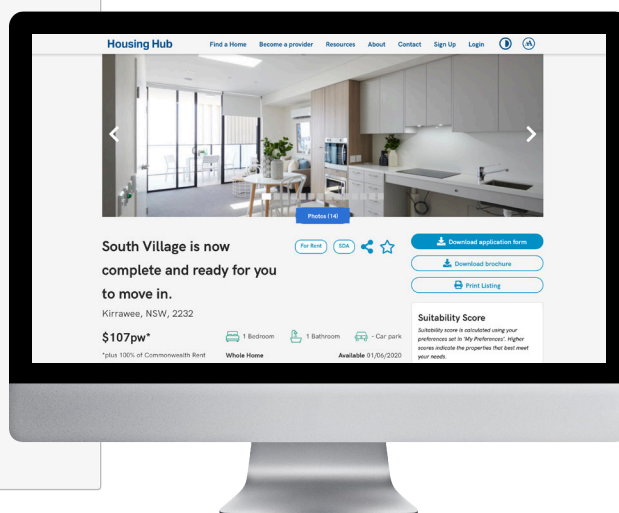 Housing Hub
Find a Home Become a provider Resources About Contact Sign Up Login
Photos (14)
South Village is now
complete and ready for you
to move in.
For Rent SDA
Kirrawee, NSW, 2232
$107pw*
1 Bedroom 1 Bathroom - Car park
*plus 100% of Commonwealth Rent
Whole Home
Available 01/06/2020
Download application form
Download brochure
Print Listing
Suitability Score
Suitability score is calculated using your
preferences set in 'My Preferences'. Higher
scores indicate the properties that best meet
your needs.